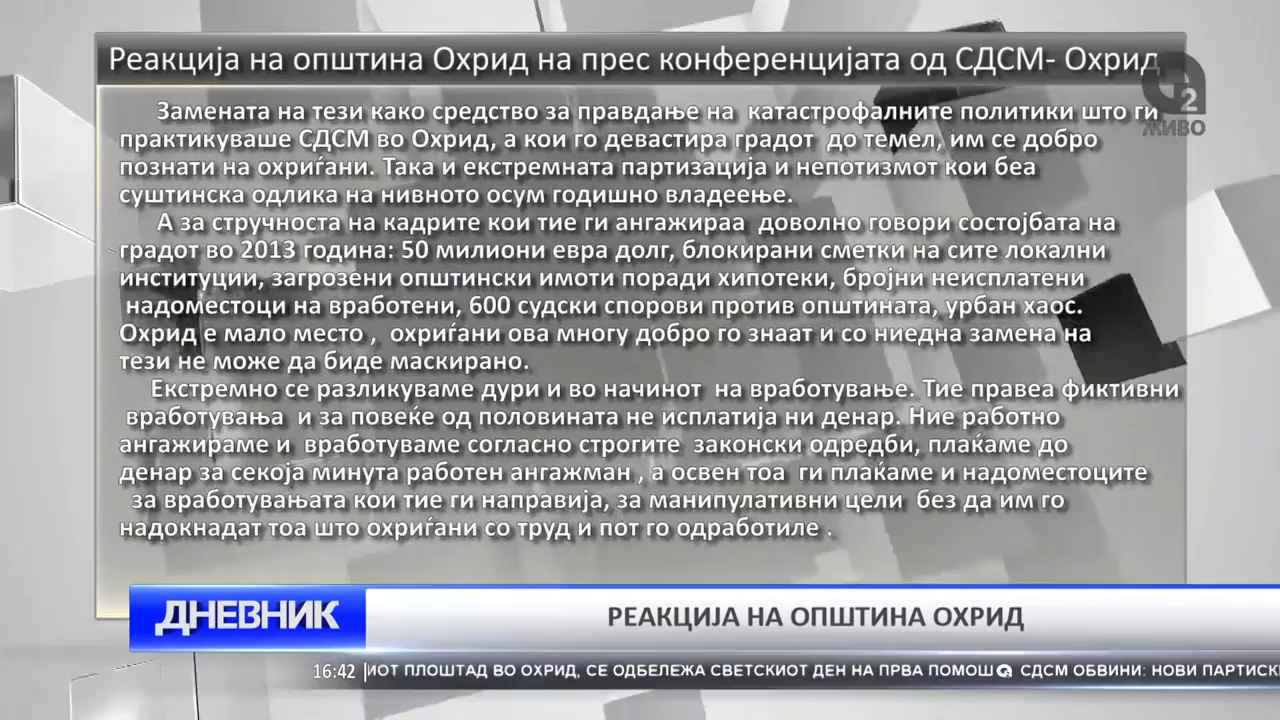 Реакција на општина Охрид на прес конференцијата од СДСМ- Охрид
2
ЖИВО
Замената на тези како средство за правдање на катастрофалните политики што ги
практикуваше СДСМ во Охрид, а кои го девастира градот до темел, им се добро
познати на охриѓани. Така и екстремната партизација и непотизмот кои беа
суштинска одлика на нивното осум годишно владеење.
А за стручноста на кадрите кои тие ги ангажираа доволно говори состојбата на
градот во 2013 година: 50 милиони евра долг, блокирани сметки на сите локални
институции, загрозени општински имоти поради хипотеки, бројни неисплатени
надоместоци на вработени, 600 судски спорови против општината, урбан хаос.
Охрид е мало место , охриѓани ова многу добро го знаат и со ниедна замена на
тези не може да биде маскирано.
Екстремно се разликуваме дури и во начинот на вработување. Тие правеа фиктивни
вработувања и за повеќе од половината не исплатија ни денар. Ние работно
ангажираме и вработуваме согласно строгите законски одредби, плаќаме до
денар за секоја минута работен ангажман , а освен тоа ги плаќаме и надоместоците
за вработувањата кои тие ги направија, за манипулативни цели без да им го
надокнадат тоа што охриѓани со труд и пот го одработиле .
ДНЕВНИК
РЕАКЦИЈА НА ОПШТИНА ОХРИД
16:42 ИОТ ПЛОШТАД ВО ОХРИД, СЕ ОДБЕЛЕЖА СВЕТСКИОТ ДЕН НА ПРВА ПОМОШ СДСМ ОБВИНИ: НОВИ ПАРТИСКИ